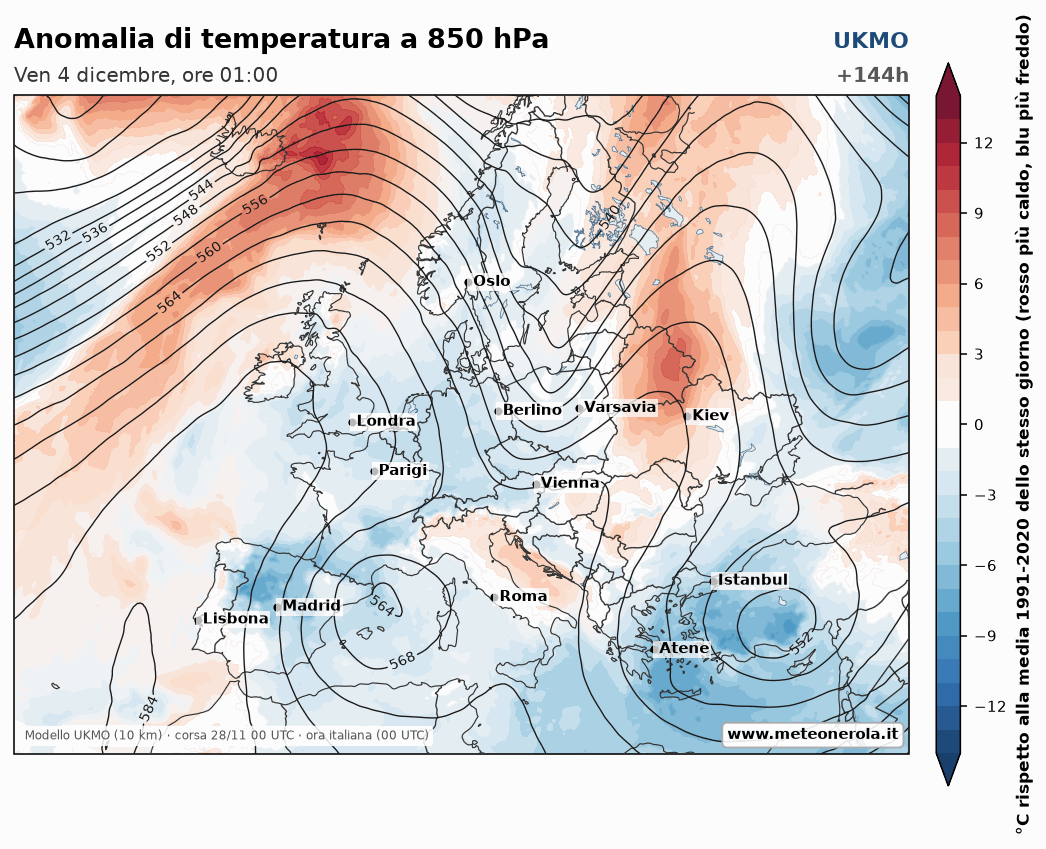 Anomalia di temperatura a 850 hPa
UKMO
Ven 4 dicembre, ore 01:00
+144h
544
548
556
532
536
552
560
564
540
Oslo
Berlino
Varsavia
Kiev
Londra
Parigi
Vienna
Istanbul
Roma
Madrid
564
Lisbona
552
Atene
568
584
Modello UKMO (10 km) · corsa 28/11 00 UTC · ora italiana (00 UTC)
www.meteonerola.it
12
9
6
3
0
−3
−6
−9
−12
°C rispetto alla media 1991-2020 dello stesso giorno (rosso più caldo, blu più freddo)